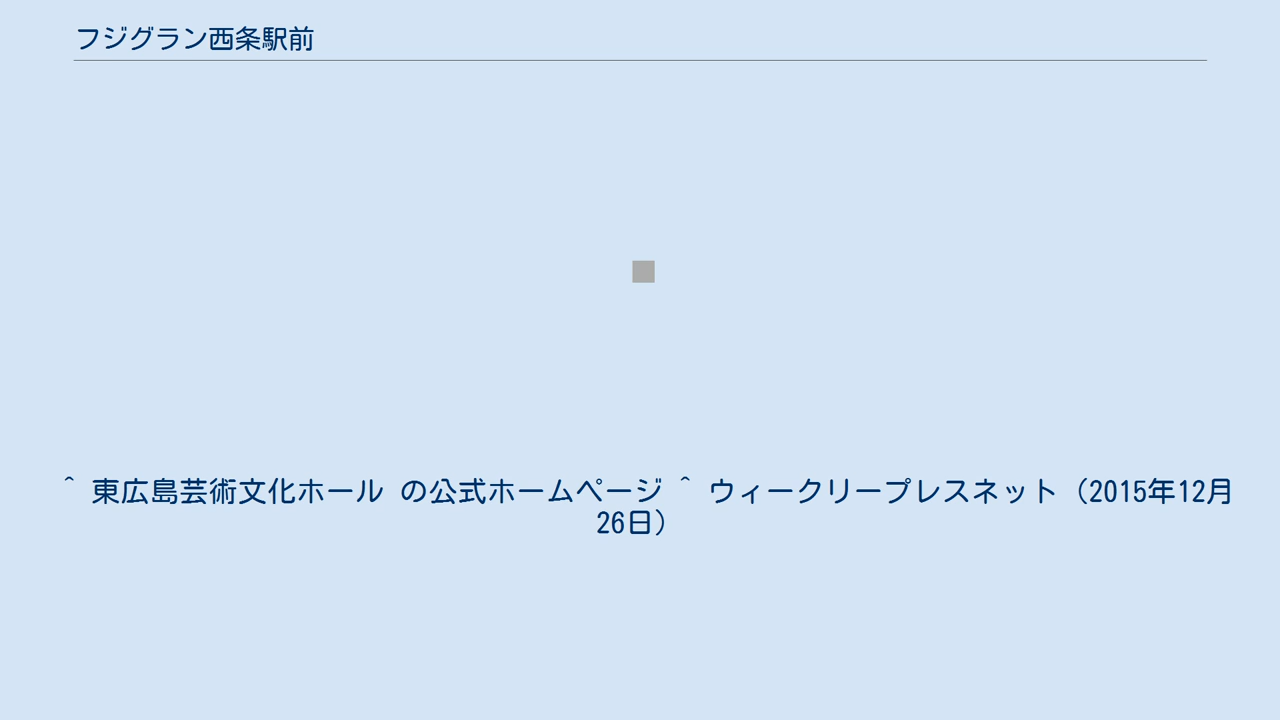 フジグラン西条駅前
^ 東広島芸術文化ホール の公式ホームページ ^ ウィークリープレスネット（2015年12月
26日）